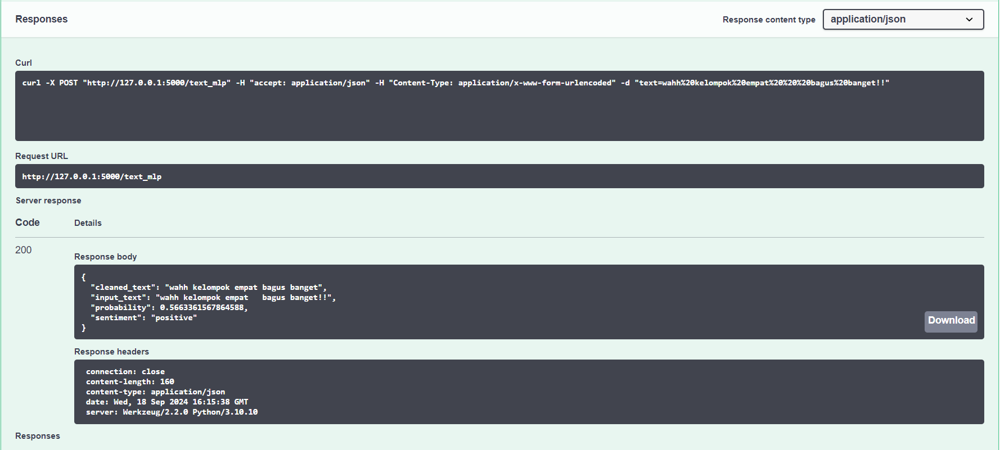 Responses
Response content type application/json
Curl
curl -X POST "http://127.0.0.1:5000/text_mlp" -H "accept: application/json" -H "Content-Type: application/x-www-form-urlencoded" -d "text=wahh%20kelompok%20empat%20%20%20bagus%20banget!!"
Request URL
http://127.0.0.1:5000/text_mlp
Server response
Code Details
200
Response body
{
  "cleaned_text": "wahh kelompok empat bagus banget",
  "input_text": "wahh kelompok empat   bagus banget!!",
  "probability": 0.5663361567864588,
  "sentiment": "positive"
}
Download
Response headers
connection: close
content-length: 160
content-type: application/json
date: Wed, 18 Sep 2024 16:15:38 GMT
server: Werkzeug/2.2.0 Python/3.10.10
Responses